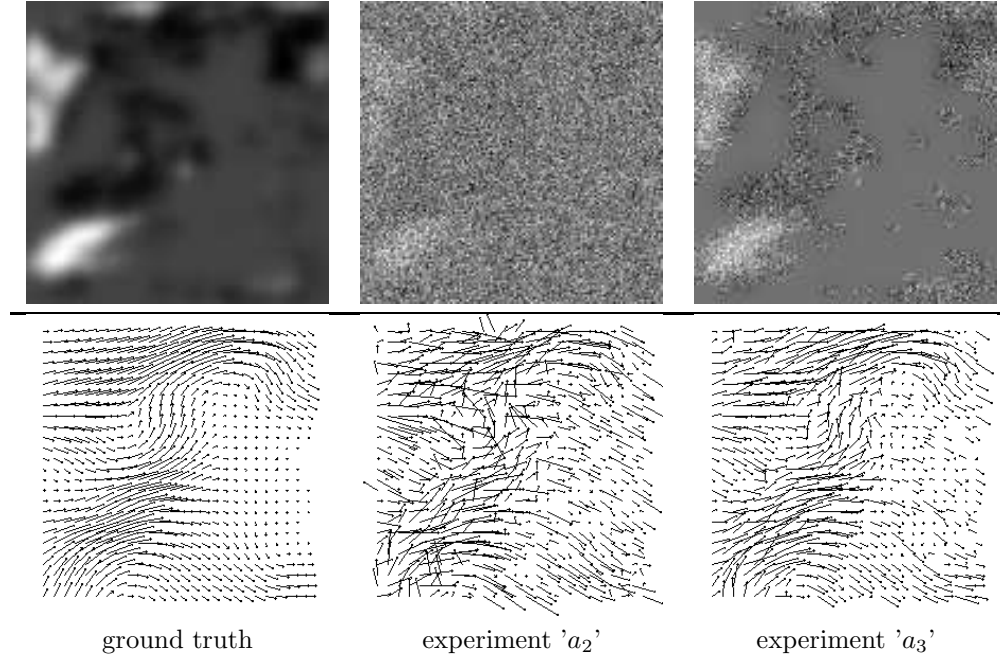 ground truth
experiment ’a₂’
experiment ’a₃’